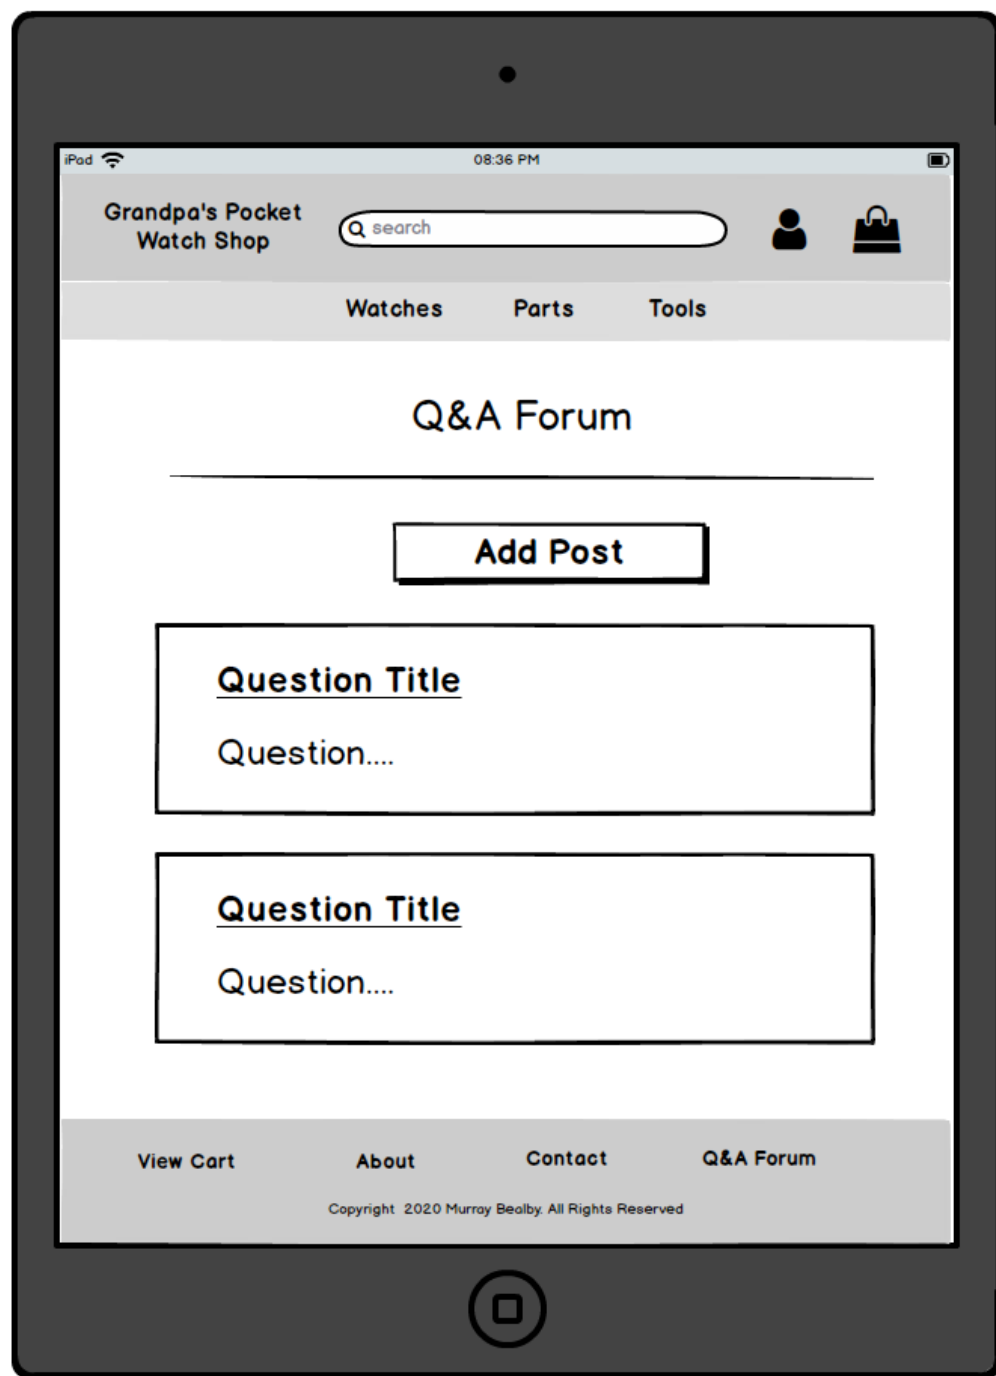 iPad
08:36 PM
Grandpa's Pocket
Watch Shop
search
Watches Parts Tools
Q&A Forum
Add Post
Question Title
Question....
Question Title
Question....
View Cart About Contact Q&A Forum
Copyright 2020 Murray Bealby. All Rights Reserved